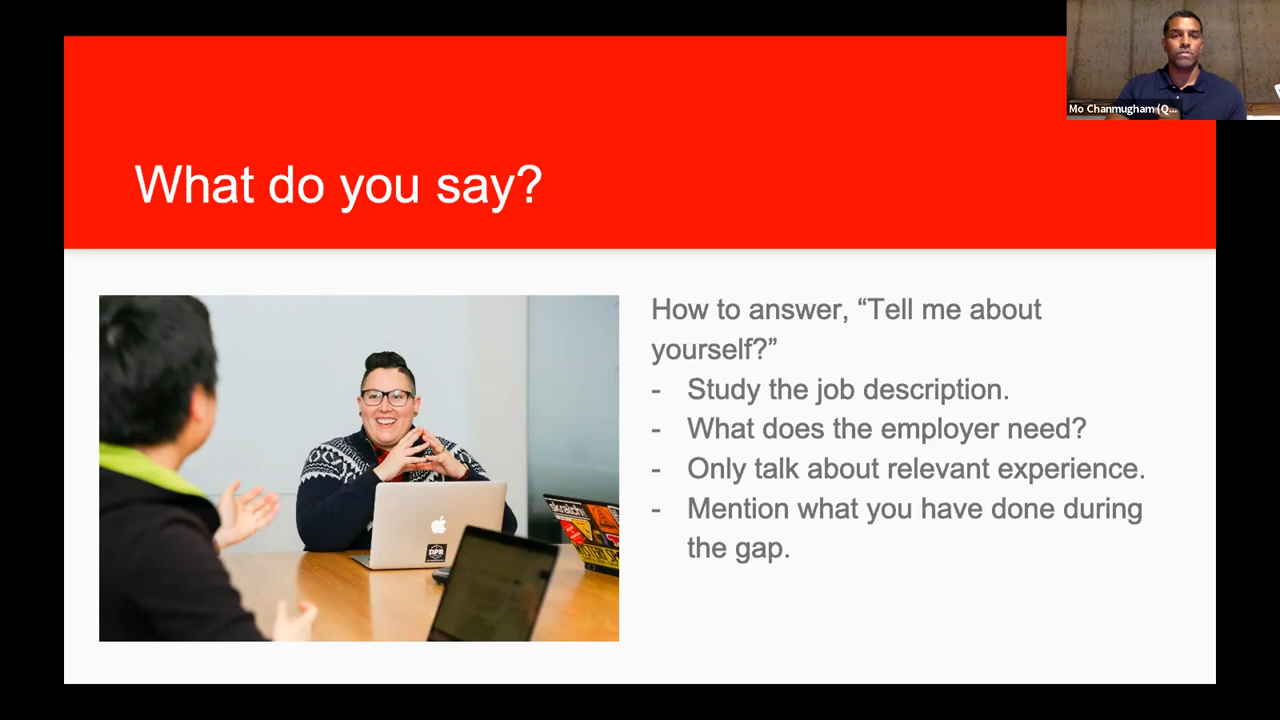 Mo Chanmugham (Q...
What do you say?
How to answer, “Tell me about
yourself?”
- Study the job description.
- What does the employer need?
- Only talk about relevant experience.
- Mention what you have done during
the gap.
DPR